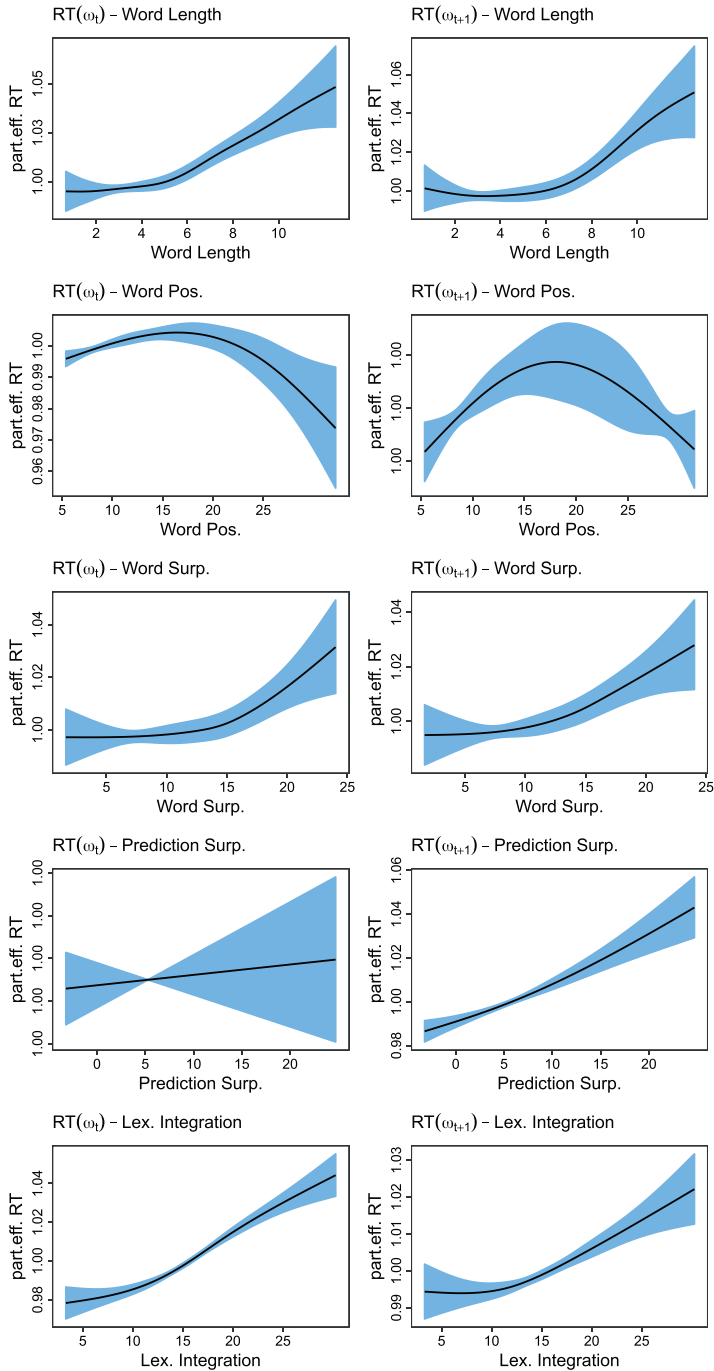 RT(ωt) – Word Length
part.eff. RT
1.00 1.03 1.05
2 4 6 8 10
Word Length
RT(ωt+1) – Word Length
part.eff. RT
1.00 1.02 1.04 1.06
2 4 6 8 10
Word Length
RT(ωt) – Word Pos.
part.eff. RT
0.96 0.97 0.98 0.99 1.00
5 10 15 20 25
Word Pos.
RT(ωt+1) – Word Pos.
part.eff. RT
1.00 1.00 1.00
5 10 15 20 25
Word Pos.
RT(ωt) – Word Surp.
part.eff. RT
1.00 1.02 1.04
5 10 15 20 25
Word Surp.
RT(ωt+1) – Word Surp.
part.eff. RT
1.00 1.02 1.04
5 10 15 20 25
Word Surp.
RT(ωt) – Prediction Surp.
part.eff. RT
1.00 1.00 1.00 1.00 1.00
0 5 10 15 20
Prediction Surp.
RT(ωt+1) – Prediction Surp.
part.eff. RT
0.98 1.00 1.02 1.04 1.06
0 5 10 15 20
Prediction Surp.
RT(ωt) – Lex. Integration
part.eff. RT
0.98 1.00 1.02 1.04
5 10 15 20 25
Lex. Integration
RT(ωt+1) – Lex. Integration
part.eff. RT
0.99 1.00 1.01 1.02 1.03
5 10 15 20 25
Lex. Integration